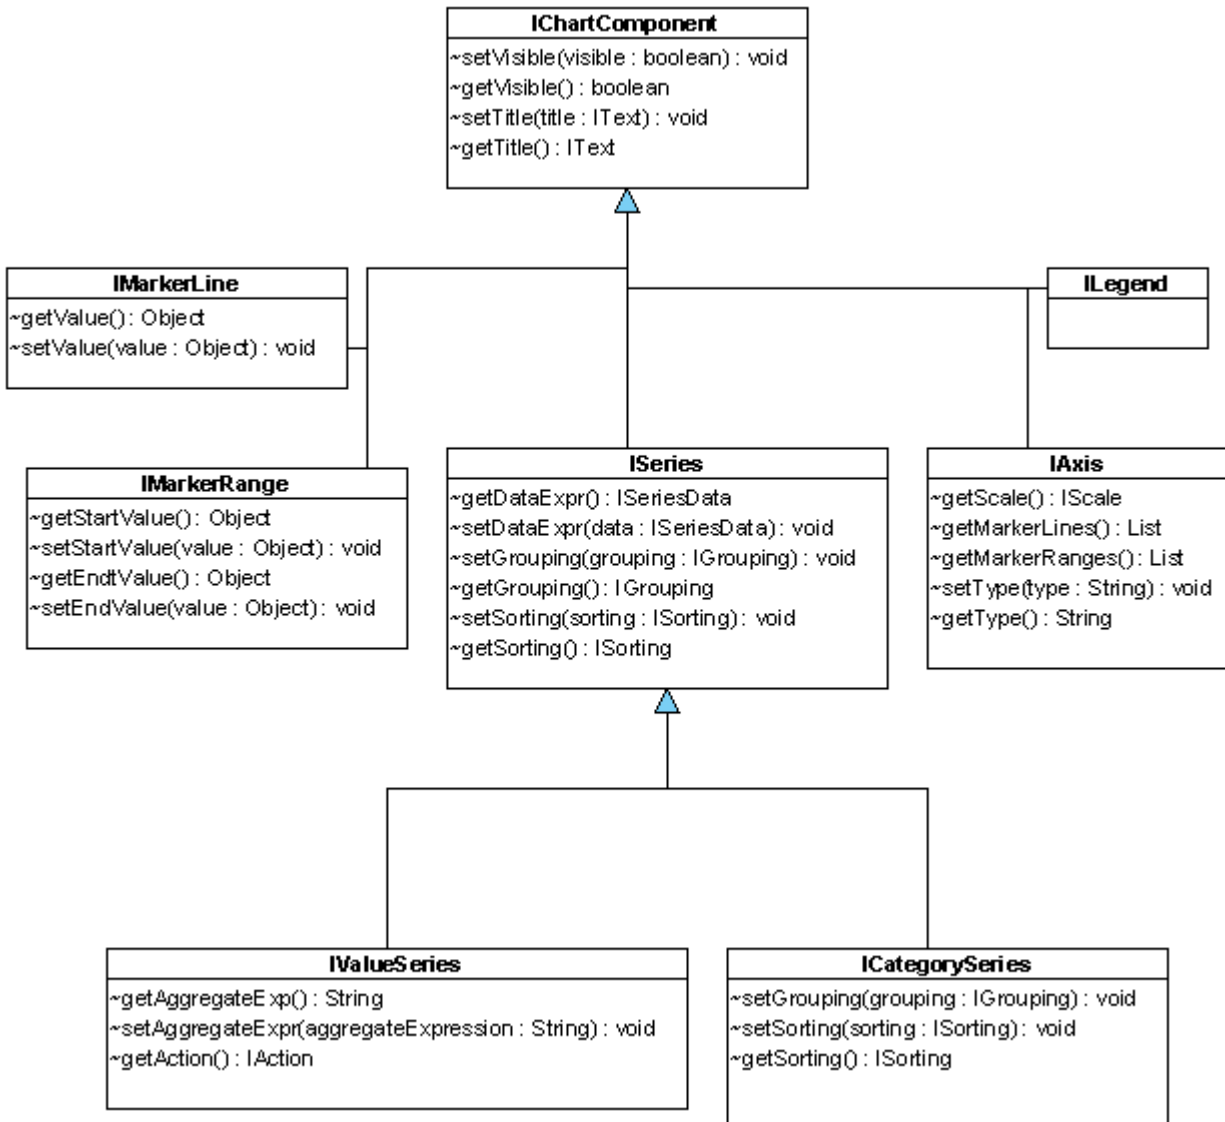 IChartComponent
~setVisible(visible : boolean) : void
~getVisible() : boolean
~setTitle(title : IText) : void
~getTitle() : IText
IMarkerLine
~getValue() : Object
~setValue(value : Object) : void
ILegend
IMarkerRange
~getStartValue() : Object
~setStartValue(value : Object) : void
~getEndtValue() : Object
~setEndValue(value : Object) : void
ISeries
~getDataExpr() : ISeriesData
~setDataExpr(data : ISeriesData) : void
~setGrouping(grouping : IGrouping) : void
~getGrouping() : IGrouping
~setSorting(sorting : ISorting) : void
~getSorting() : ISorting
IAxis
~getScale() : IScale
~getMarkerLines() : List
~getMarkerRanges() : List
~setType(type : String) : void
~getType() : String
IValueSeries
~getAggregateExp() : String
~setAggregateExpr(aggregateExpression : String) : void
~getAction() : IAction
ICategorySeries
~setGrouping(grouping : IGrouping) : void
~setSorting(sorting : ISorting) : void
~getSorting() : ISorting